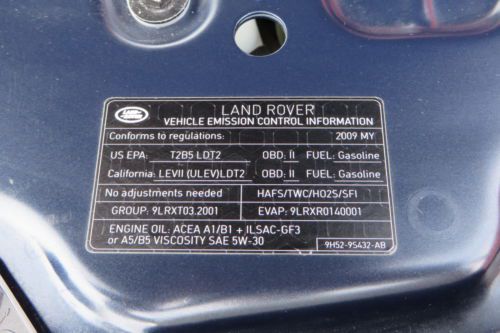 LAND ROVER
LAND ROVER
VEHICLE EMISSION CONTROL INFORMATION
Conforms to regulations: 2009 MY
US EPA: T2B5 LDT2 OBD: II FUEL: Gasoline
California: LEVII (ULEV)LDT2 OBD: II FUEL: Gasoline
No adjustments needed HAFS/TWC/HO2S/SFI
GROUP: 9LRXT03.2001 EVAP: 9LRXR0140001
ENGINE OIL: ACEA A1/B1 + ILSAC-GF3
or A5/B5 VISCOSITY SAE 5W-30 9H52-9S432-AB